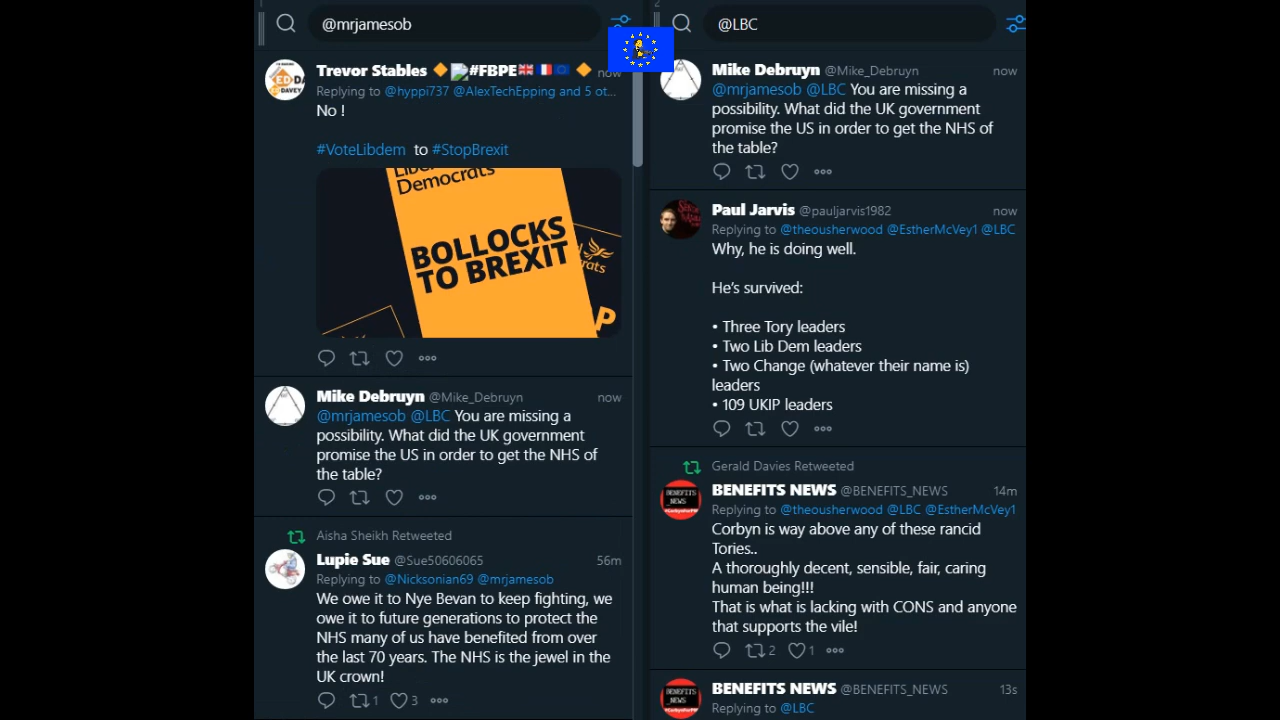 1
@mrjamesob
Trevor Stables 🔶 #FBPE🇬🇧 🇫🇷 🇪🇺 🔶 now
Replying to @hyppi737 @AlexTechEpping and 5 ot...
No !
#VoteLibdem to #StopBrexit
Democrats
BOLLOCKS
TO BREXIT
Mike Debruyn @Mike_Debruyn now
@mrjamesob @LBC You are missing a
possibility. What did the UK government
promise the US in order to get the NHS of
the table?
Aisha Sheikh Retweeted
Lupie Sue @Sue50606065 56m
Replying to @Nicksonian69 @mrjamesob
We owe it to Nye Bevan to keep fighting, we
owe it to future generations to protect the
NHS many of us have benefited from over
the last 70 years. The NHS is the jewel in the
UK crown!
1 3
2
@LBC
Mike Debruyn @Mike_Debruyn now
@mrjamesob @LBC You are missing a
possibility. What did the UK government
promise the US in order to get the NHS of
the table?
Paul Jarvis @pauljarvis1982 now
Replying to @theousherwood @EstherMcVey1 @LBC
Why, he is doing well.
He's survived:
• Three Tory leaders
• Two Lib Dem leaders
• Two Change (whatever their name is)
leaders
• 109 UKIP leaders
Gerald Davies Retweeted
BENEFITS NEWS @BENEFITS_NEWS 14m
Replying to @theousherwood @LBC @EstherMcVey1
Corbyn is way above any of these rancid
Tories..
A thoroughly decent, sensible, fair, caring
human being!!!
That is what is lacking with CONS and anyone
that supports the vile!
2 1
BENEFITS NEWS @BENEFITS_NEWS 13s
Replying to @LBC